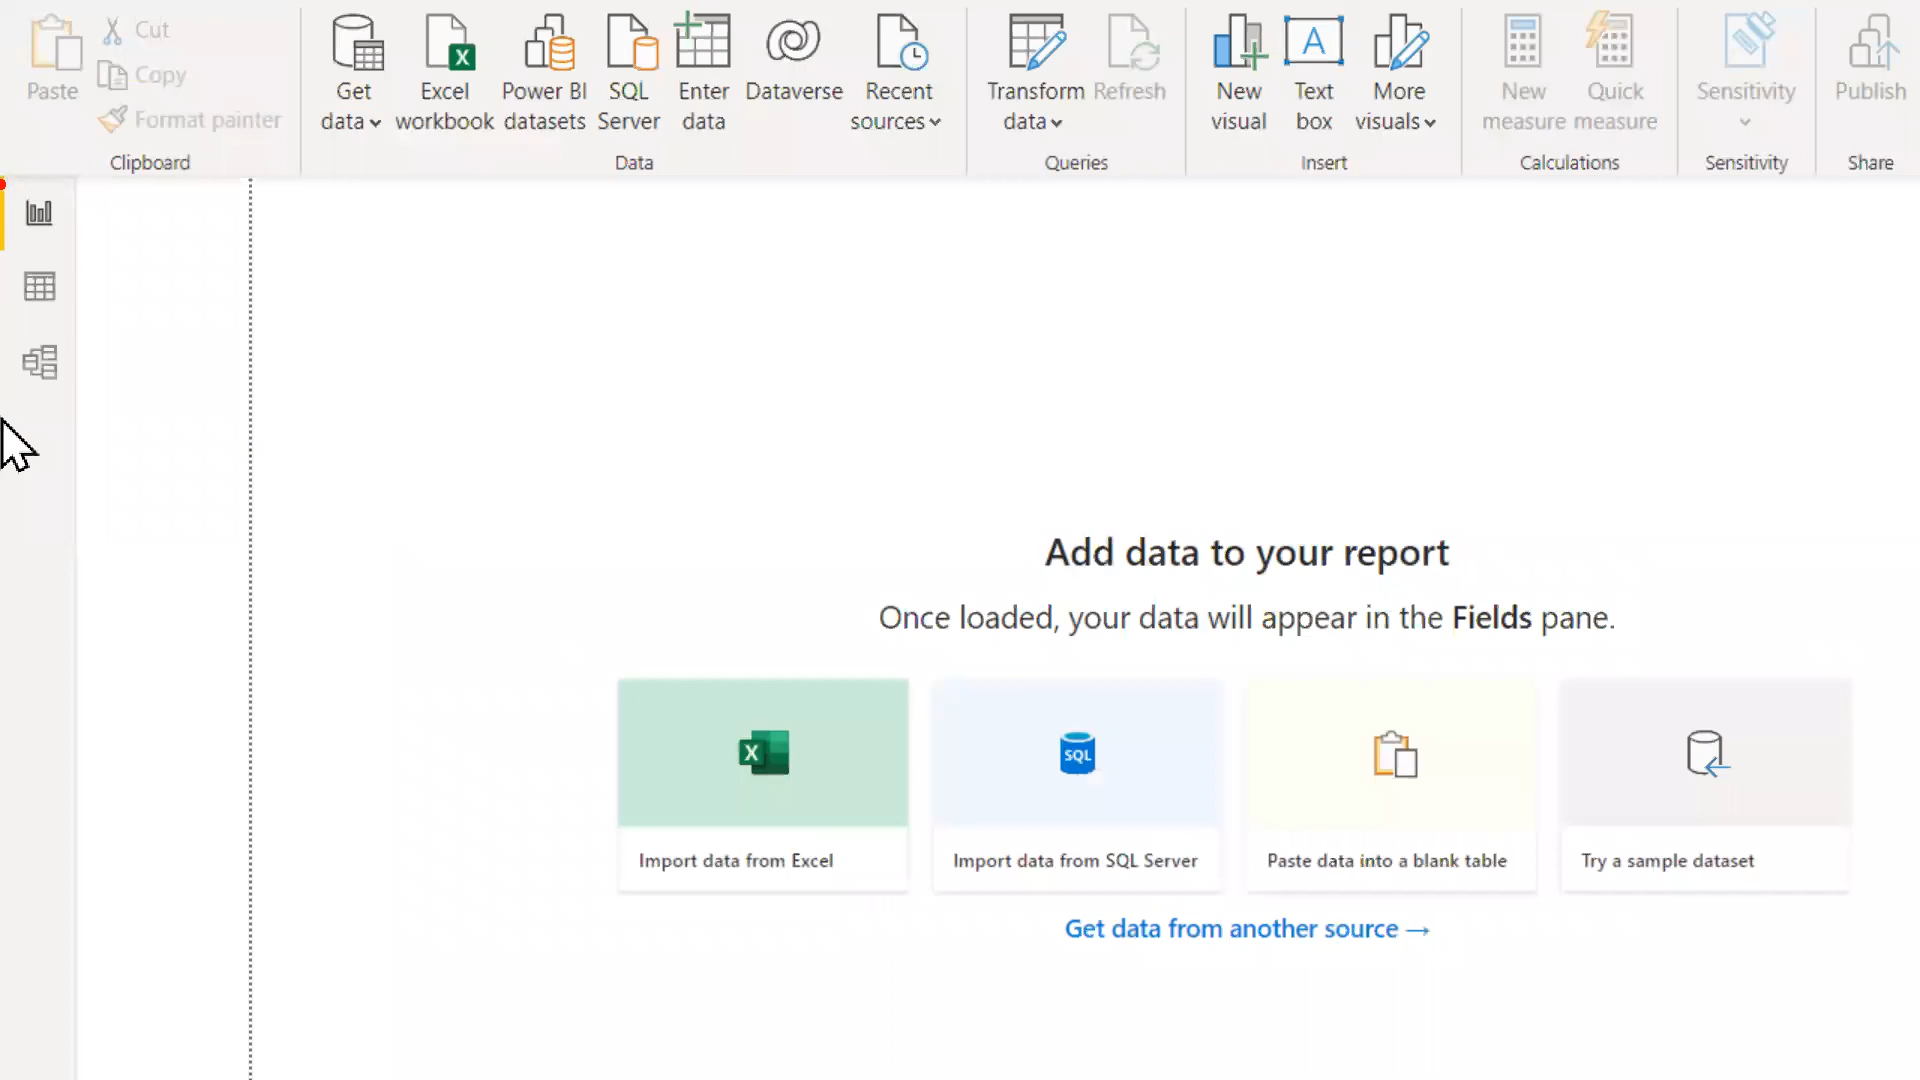 Paste
Cut
Copy
Format painter
Clipboard
Get data
Excel workbook
Power BI datasets
SQL Server
Enter data
Dataverse
Recent sources
Data
Transform data
Refresh
Queries
New visual
A
Text box
More visuals
Insert
New measure
Quick measure
Calculations
Sensitivity
Sensitivity
Publish
Share
Add data to your report
Once loaded, your data will appear in the Fields pane.
X
SQL
Import data from Excel
Import data from SQL Server
Paste data into a blank table
Try a sample dataset
Get data from another source →